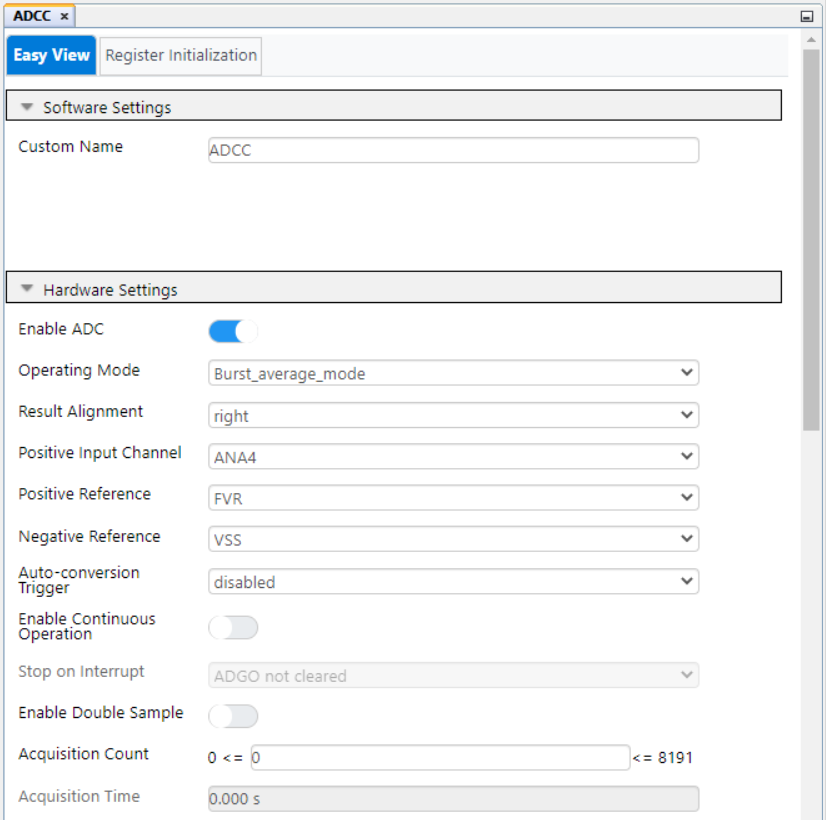 ADCC ×
Easy View Register Initialization
Software Settings
Custom Name ADCC
Hardware Settings
Enable ADC
Operating Mode Burst_average_mode
Result Alignment right
Positive Input Channel ANA4
Positive Reference FVR
Negative Reference VSS
Auto-conversion
Trigger disabled
Enable Continuous
Operation
Stop on Interrupt ADGO not cleared
Enable Double Sample
Acquisition Count 0 <= 0 <= 8191
Acquisition Time 0.000 s